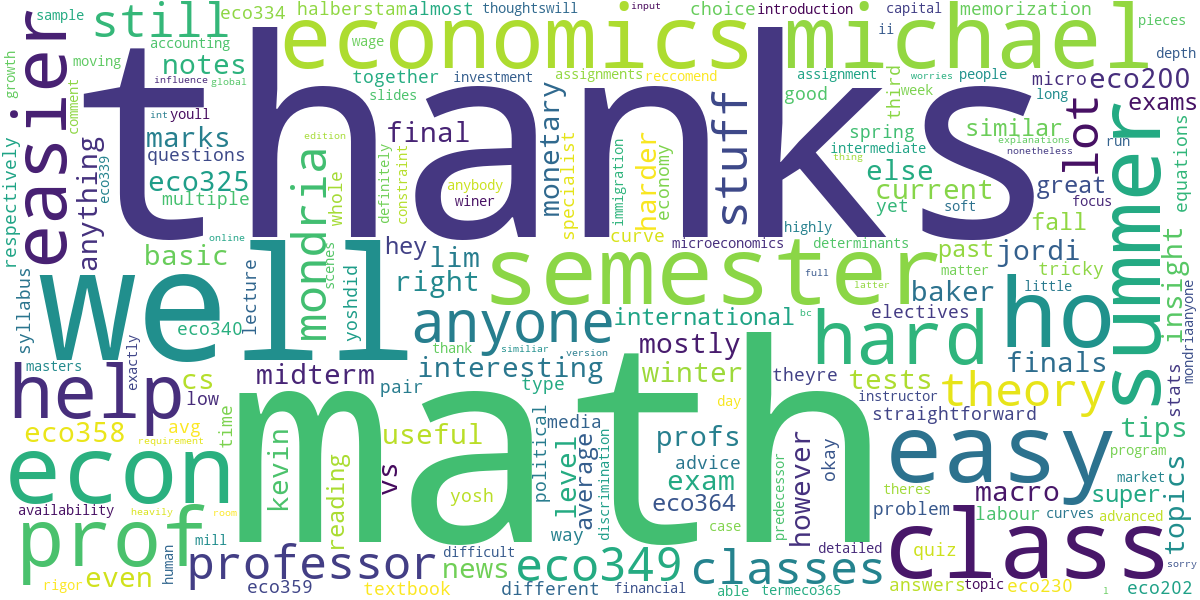 sample
still
eco334
halberstam
almost
thoughtswill
input
choice
introduction
capital
memorization
pieces
economics
michael
ii
accounting
wage
moving
notes
growth
easier
thanks
comment
influence
global
together
investment
assignments
reccomend
assignment
worries
people
micro
eco200
depth
slides
good
third
week
long
exams
int
youll
marks
final
monetary
stuff
spring
similar
lot
explanations
run
edition
harder
economy
intermediate
nonetheless
equations
respectively
anything
questions
eco339
eco325
multiple
mondria
whole
definitely
constraint
anybody
winer
specialist
immigration
thing
else
current
great
focus
yet
soft
highly
fall
summer
online
curve
microeconomics
determinants
past
jordi
insight
basic
hey
lim
right
well
semester
matter
tricky
full
latter
baker
little
ho
syllabus
lecture
scenes
yoshdid
eco340
anyone
international
bc
electives
hard
finals
mondriaanyone
masters
exactly
thank
similiar
version
mostly
help
cs
low
midterm
pair
interesting
type
winter
theyre
tests
instructor
theory
stats
math
day
straightforward
eco358
avg
requirement
time
kevin
reading
vs
useful
media
profs
however
okay
easy
tips
program
econ
yosh
political
level
average
discrimination
advice
exam
eco364
macro
super
market
topics
availability
heavily
room
case
predecessor
problem
labour
curves
advanced
prof
mill
human
professor
news
difficult
way
eco349
classes
detailed
quiz
theres
class
sorry
rigor
even
eco359
textbook
different
financial
able
termeco365
answers
topic
eco230
l
eco202